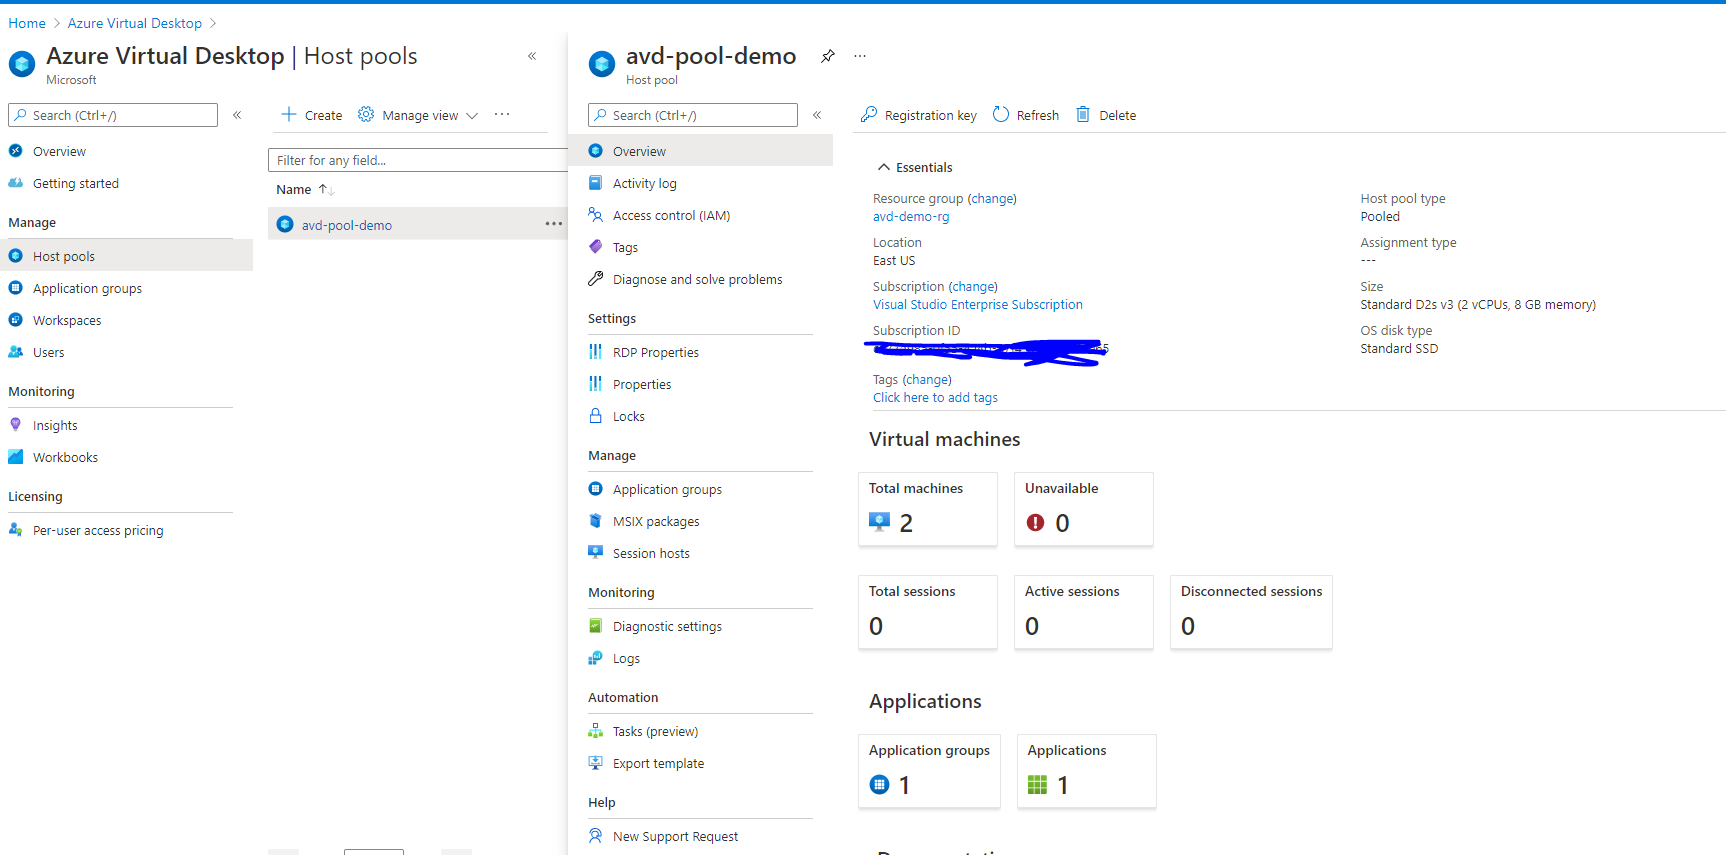 Home > Azure Virtual Desktop >
Azure Virtual Desktop | Host pools
Microsoft
Search (Ctrl+/)
Overview
Getting started
Manage
Host pools
Application groups
Workspaces
Users
Monitoring
Insights
Workbooks
Licensing
Per-user access pricing
Create
Manage view
Filter for any field...
Name
avd-pool-demo
avd-pool-demo
Host pool
Search (Ctrl+/)
Overview
Activity log
Access control (IAM)
Tags
Diagnose and solve problems
Settings
RDP Properties
Properties
Locks
Manage
Application groups
MSIX packages
Session hosts
Monitoring
Diagnostic settings
Logs
Automation
Tasks (preview)
Export template
Help
New Support Request
Registration key
Refresh
Delete
Essentials
Resource group (change)
avd-demo-rg
Location
East US
Subscription (change)
Visual Studio Enterprise Subscription
Subscription ID
Tags (change)
Click here to add tags
Host pool type
Pooled
Assignment type
---
Size
Standard D2s v3 (2 vCPUs, 8 GB memory)
OS disk type
Standard SSD
Virtual machines
Total machines
2
Unavailable
0
Total sessions
0
Active sessions
0
Disconnected sessions
0
Applications
Application groups
1
Applications
1